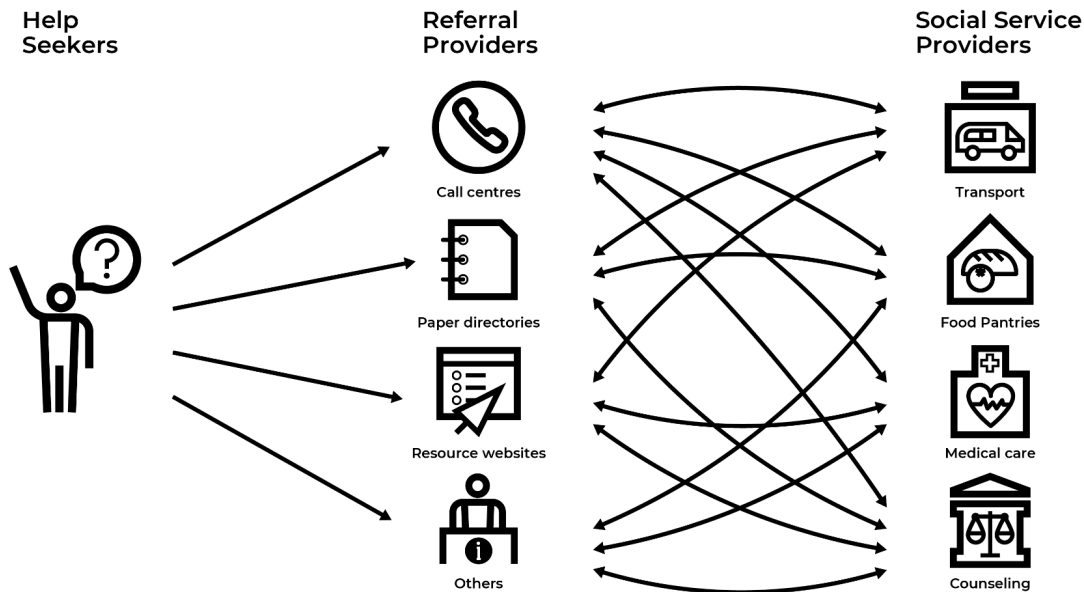 Help
Seekers
Referral
Providers
Social Service
Providers
?
Call centres
Transport
Paper directories
Food Pantries
Resource websites
Medical care
i
Others
Counseling